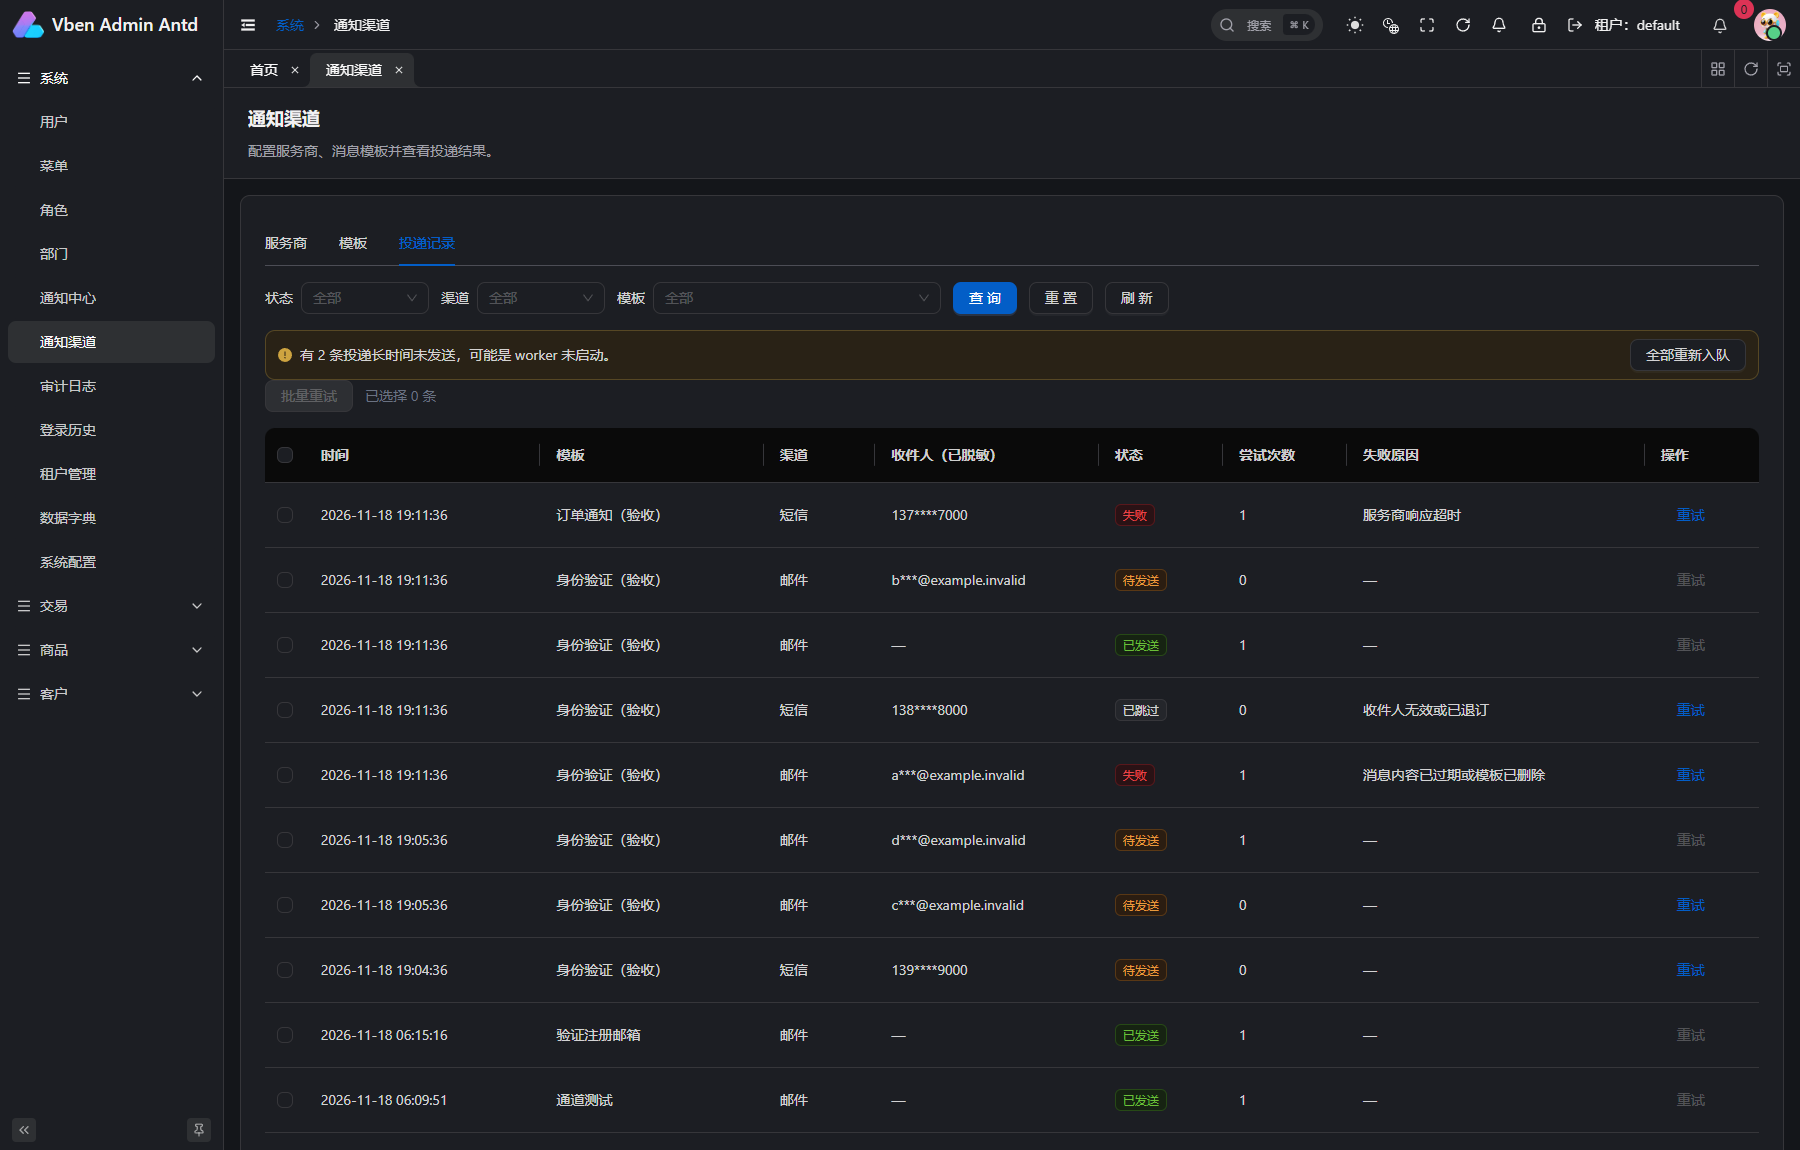 Vben Admin Antd
系统
用户
菜单
角色
部门
通知中心
通知渠道
审计日志
登录历史
租户管理
数据字典
系统配置
交易
商品
客户
系统 > 通知渠道
搜索 ⌘ K
租户：default
0
首页 ×
通知渠道 ×
通知渠道
配置服务商、消息模板并查看投递结果。
服务商 模板 投递记录
状态 全部 渠道 全部 模板 全部 查 询 重 置 刷 新
有 2 条投递长时间未发送，可能是 worker 未启动。 全部重新入队
批量重试 已选择 0 条
时间 模板 渠道 收件人（已脱敏） 状态 尝试次数 失败原因 操作
2026-11-18 19:11:36 订单通知（验收） 短信 137****7000 失败 1 服务商响应超时 重试
2026-11-18 19:11:36 身份验证（验收） 邮件 b***@example.invalid 待发送 0 — 重试
2026-11-18 19:11:36 身份验证（验收） 邮件 — 已发送 1 — 重试
2026-11-18 19:11:36 身份验证（验收） 短信 138****8000 已跳过 0 收件人无效或已退订 重试
2026-11-18 19:11:36 身份验证（验收） 邮件 a***@example.invalid 失败 1 消息内容已过期或模板已删除 重试
2026-11-18 19:05:36 身份验证（验收） 邮件 d***@example.invalid 待发送 1 — 重试
2026-11-18 19:05:36 身份验证（验收） 邮件 c***@example.invalid 待发送 0 — 重试
2026-11-18 19:04:36 身份验证（验收） 短信 139****9000 待发送 0 — 重试
2026-11-18 06:15:16 验证注册邮箱 邮件 — 已发送 1 — 重试
2026-11-18 06:09:51 通道测试 邮件 — 已发送 1 — 重试